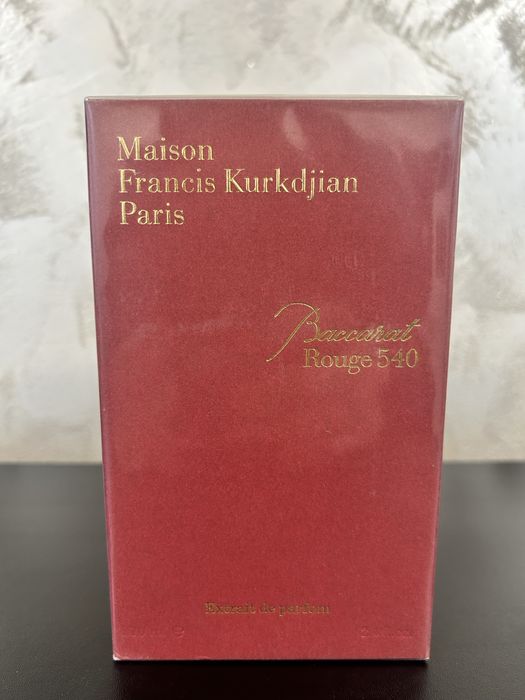 Maison
Francis Kurkdjian
Paris
Baccarat
Rouge 540
Extrait de parfum